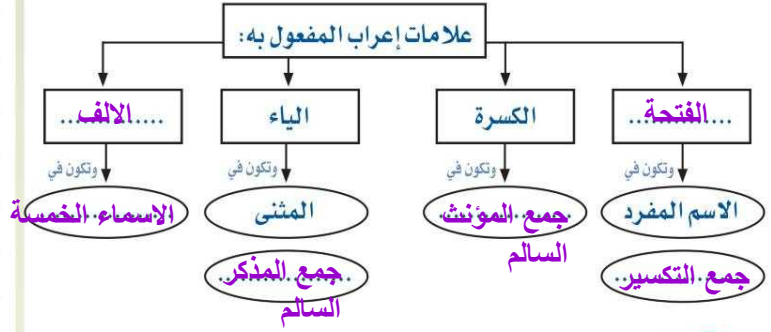 علامات إعراب المفعول به:
..الفتحة...
الكسرة
الياء
...الالف.....
وتكون في
وتكون في
وتكون في
وتكون في
الاسم المفرد
جمع المؤنث
السالم
المثنى
الاسماء الخمسة
جمع التكسير..
جمع المذكر
السالم